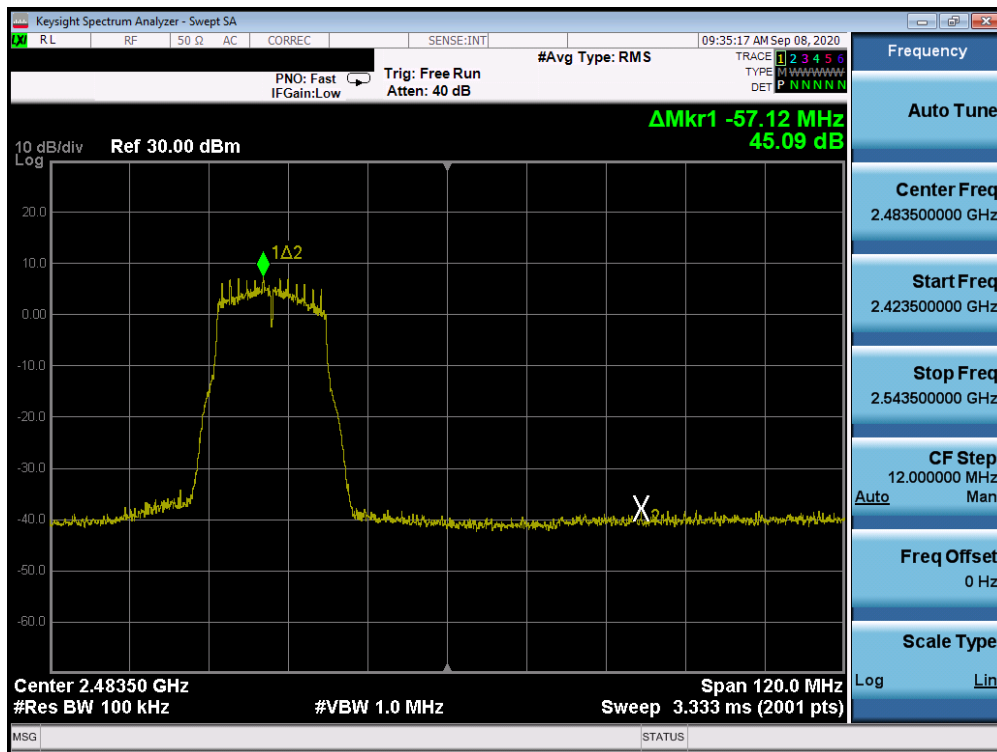 Keysight Spectrum Analyzer - Swept SA
LXI RL RF 50 Ω AC CORREC SENSE:INT 09:35:17 AM Sep 08, 2020
#Avg Type: RMS
TRACE 1 2 3 4 5 6
PNO: Fast Trig: Free Run
TYPE M WWWWW
IFGain:Low Atten: 40 dB
DET P N N N N N
ΔMkr1 -57.12 MHz
45.09 dB
10 dB/div Ref 30.00 dBm
Log
20.0
10.0
0.00
-10.0
-20.0
-30.0
-40.0
-50.0
-60.0
1Δ2
X2
Center 2.48350 GHz Span 120.0 MHz
#Res BW 100 kHz #VBW 1.0 MHz Sweep 3.333 ms (2001 pts)
MSG STATUS
Frequency
Auto Tune
Center Freq
2.483500000 GHz
Start Freq
2.423500000 GHz
Stop Freq
2.543500000 GHz
CF Step
12.000000 MHz
Auto Man
Freq Offset
0 Hz
Scale Type
Log Lin